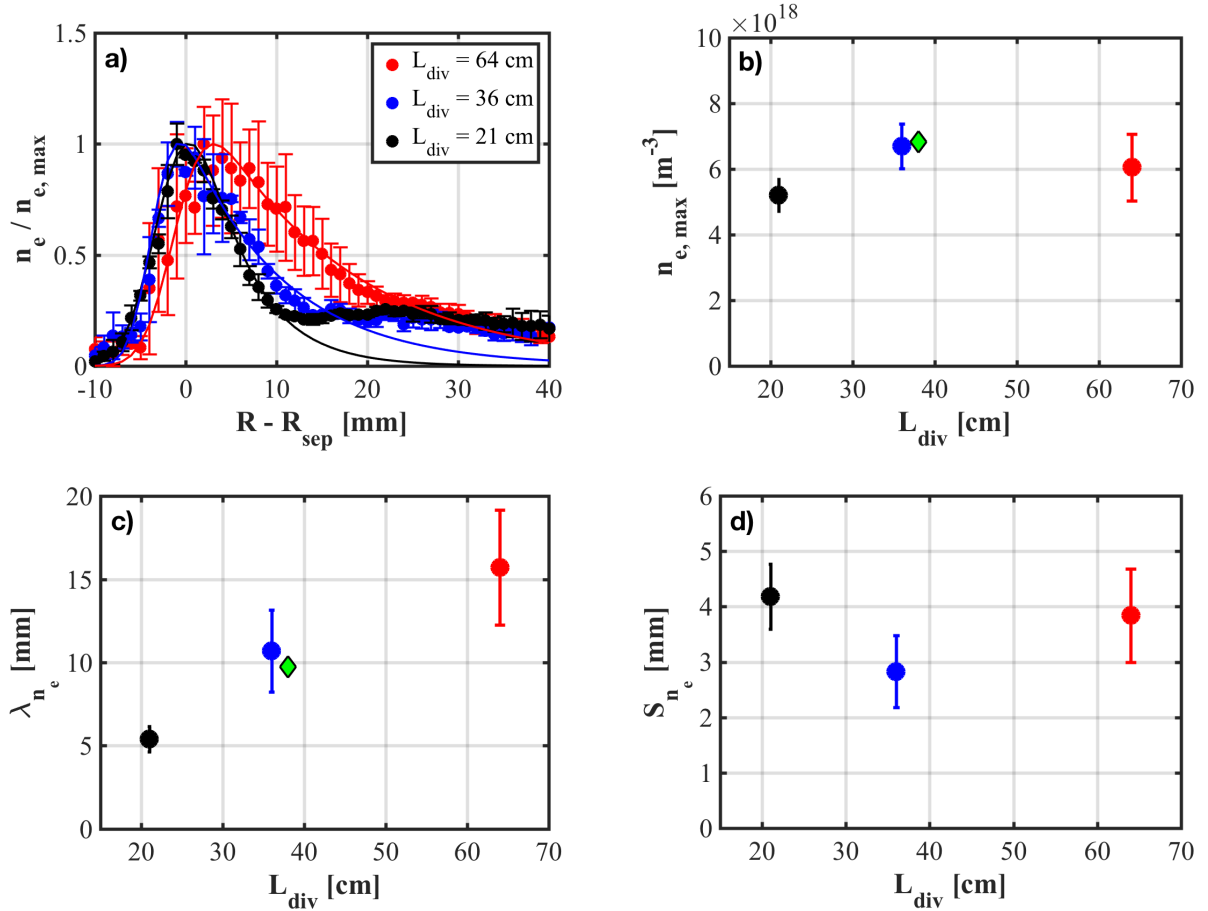 a)
1.5
1
0.5
0
-10 0 10 20 30 40
n_e / n_e, max
R - R_sep [mm]
L_div = 64 cm
L_div = 36 cm
L_div = 21 cm
b)
×10^18
10
8
6
4
2
0
20 30 40 50 60 70
n_e, max [m^-3]
L_div [cm]
c)
20
15
10
5
0
20 30 40 50 60 70
λ_n_e [mm]
L_div [cm]
d)
6
5
4
3
2
1
0
20 30 40 50 60 70
S_n_e [mm]
L_div [cm]